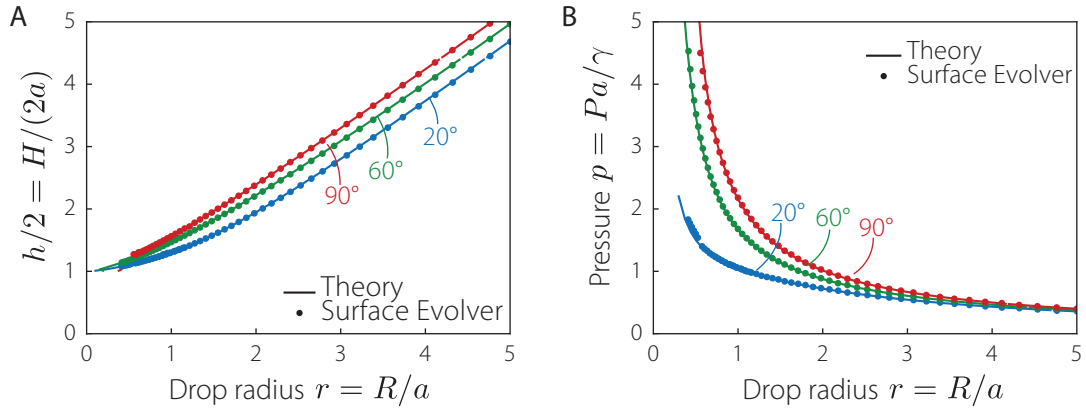 A
h/2 = H/(2a)
5
4
3
2
1
0
20°
60°
90°
Theory
Surface Evolver
0 1 2 3 4 5
Drop radius r = R/a
B
Pressure p = Pa/γ
5
4
3
2
1
0
Theory
Surface Evolver
20°
60°
90°
0 1 2 3 4 5
Drop radius r = R/a